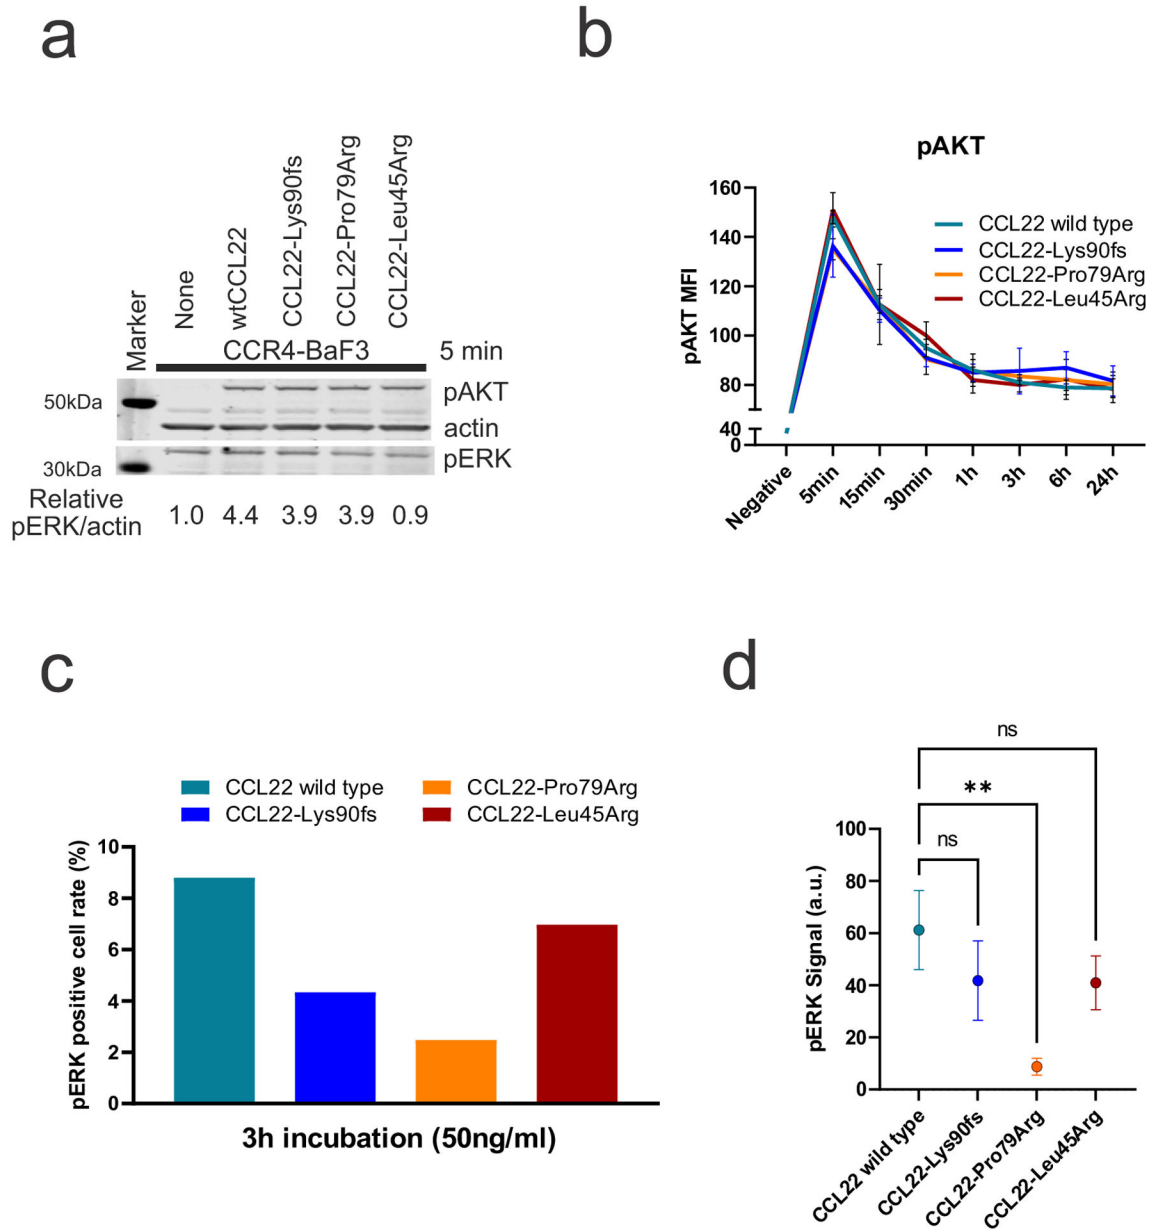 a
Marker
None
wtCCL22
CCL22-Lys90fs
CCL22-Pro79Arg
CCL22-Leu45Arg
CCR4-BaF3
5 min
50kDa
pAKT
actin
30kDa
pERK
Relative
pERK/actin
1.0 4.4 3.9 3.9 0.9
b
pAKT
pAKT MFI
160
140
120
100
80
40
0
CCL22 wild type
CCL22-Lys90fs
CCL22-Pro79Arg
CCL22-Leu45Arg
Negative
5min
15min
30min
1h
3h
6h
24h
c
CCL22 wild type
CCL22-Lys90fs
CCL22-Pro79Arg
CCL22-Leu45Arg
pERK positive cell rate (%)
10
8
6
4
2
0
3h incubation (50ng/ml)
d
ns
**
ns
pERK Signal (a.u.)
100
80
60
40
20
0
CCL22 wild type
CCL22-Lys90fs
CCL22-Pro79Arg
CCL22-Leu45Arg